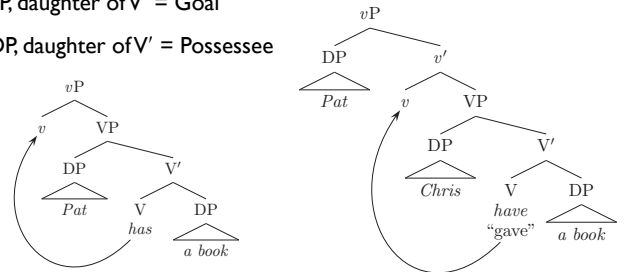 P, daughter of V′ = Goal
DP, daughter of V′ = Possessee
vP
v VP
DP V′
Pat V DP
has
a book
vP
DP v′
Pat v VP
DP V′
Chris V DP
have
"gave" a book